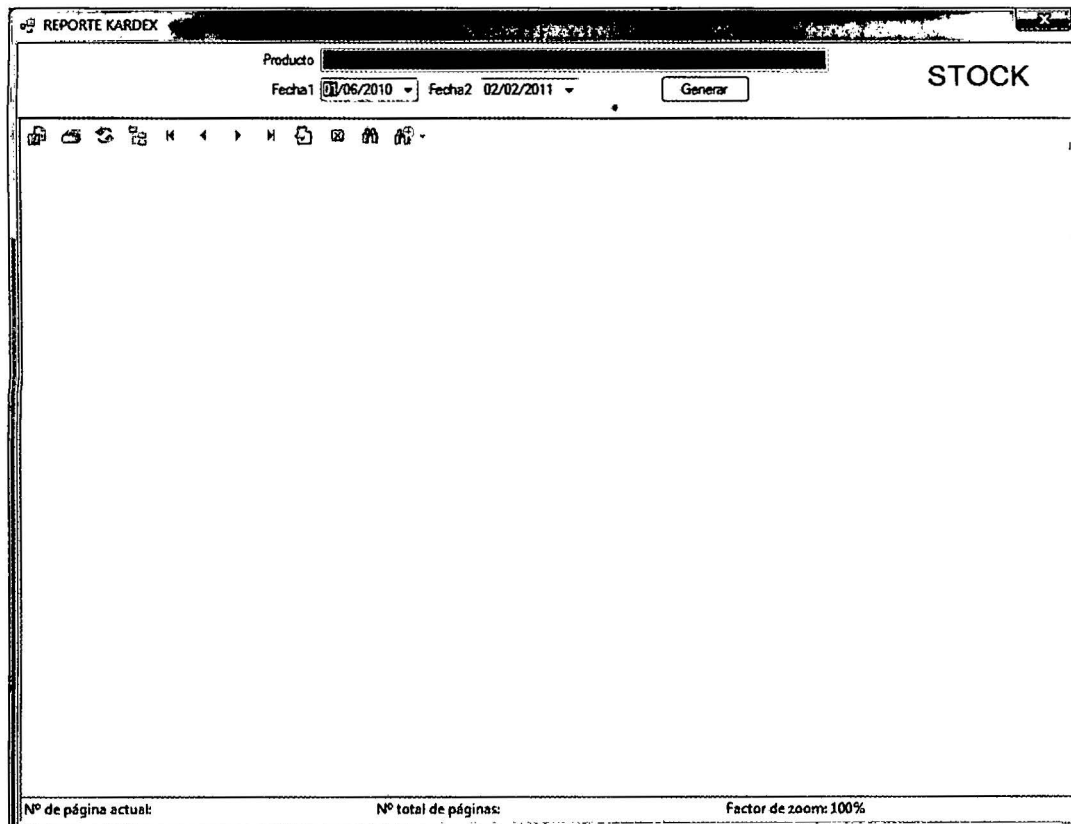 REPORTE KARDEX
Producto
STOCK
Fecha1 01/06/2010 Fecha2 02/02/2011 Generar
Nº de página actual: Nº total de páginas: Factor de zoom: 100%